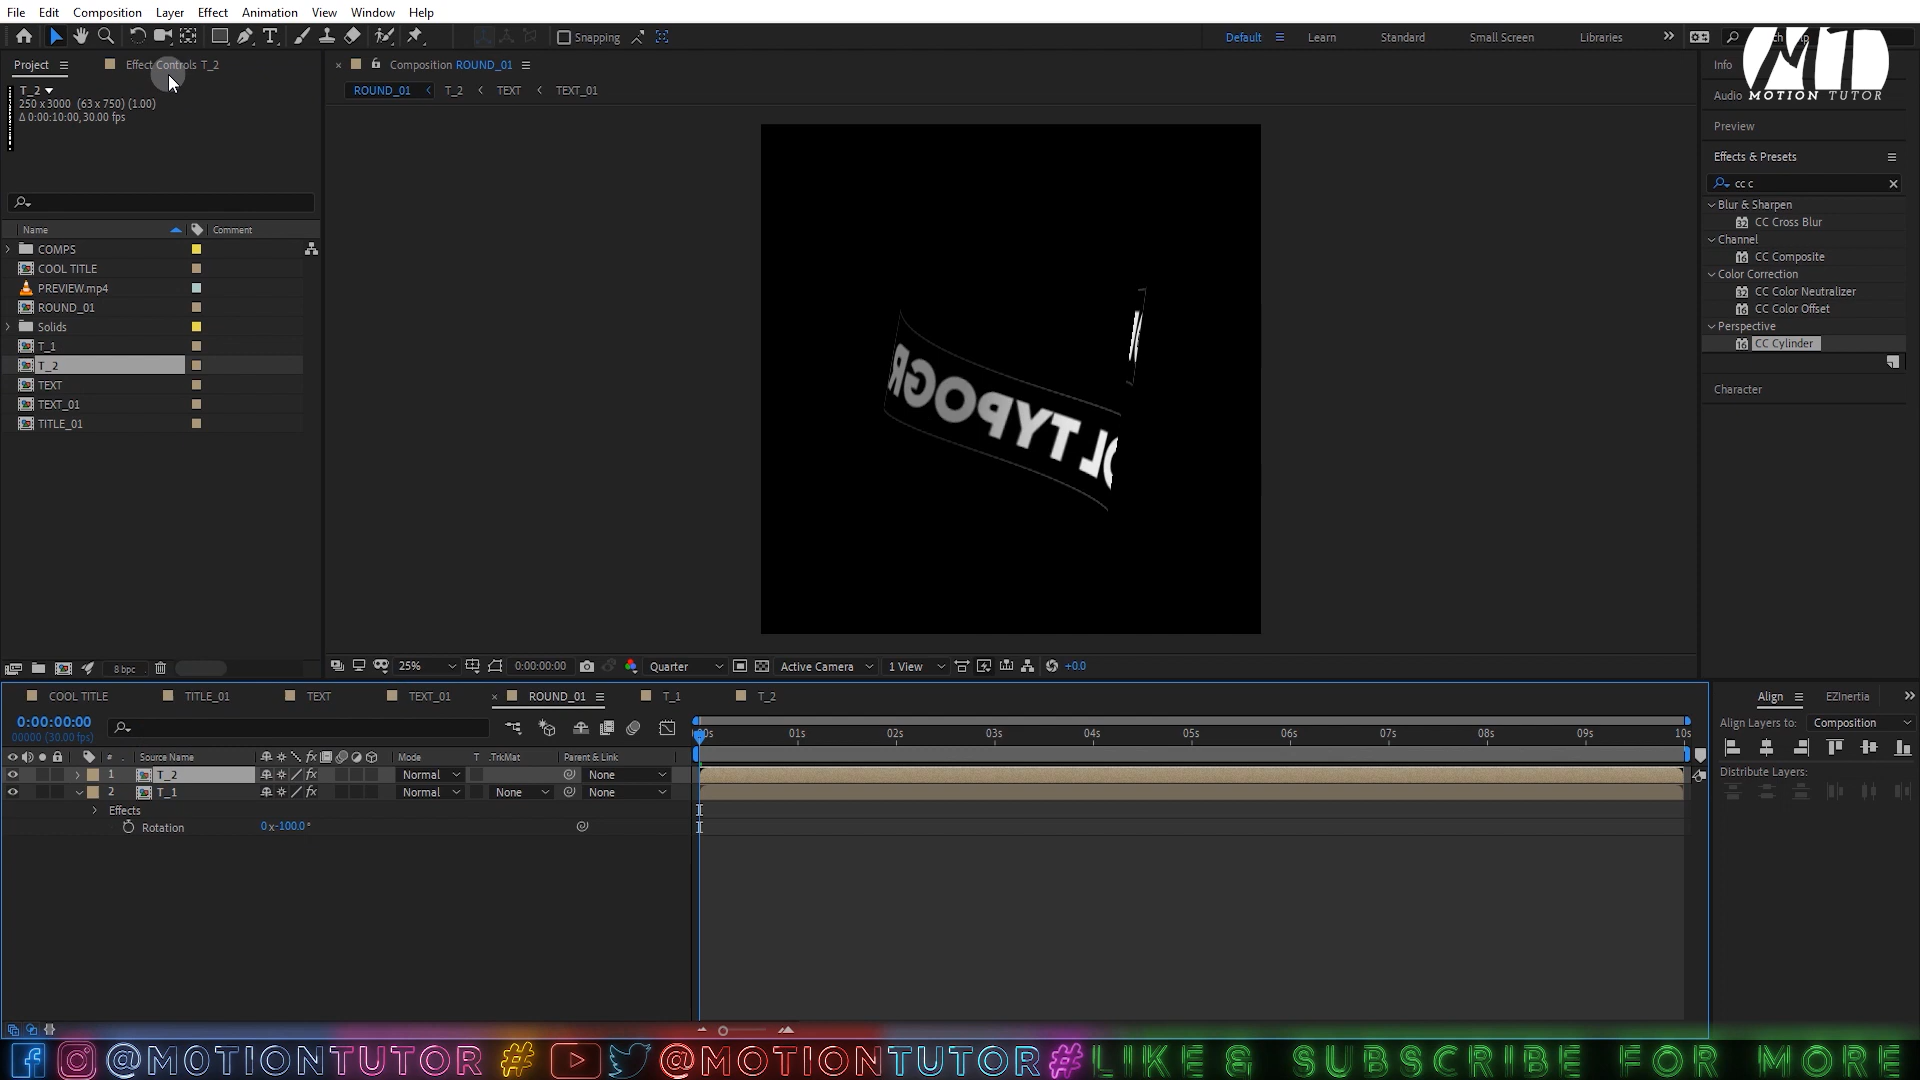 File Edit Composition Layer Effect Animation View Window Help
Snapping
Default Learn Standard Small Screen Libraries
MT
MOTION TUTOR
Project Effect Controls T_2
T_2
250 x 3000 (63 x 750) (1.00)
Δ 0:00:10:00, 30.00 fps
Name Comment
COMPS
COOL TITLE
PREVIEW.mp4
ROUND_01
Solids
T_1
T_2
TEXT
TEXT_01
TITLE_01
8 bpc
Composition ROUND_01
ROUND_01 T_2 TEXT TEXT_01
OL TYPOGR
25% 0:00:00:00 Quarter Active Camera 1 View +0.0
Info
Audio
Preview
Effects & Presets
cc c
Blur & Sharpen
CC Cross Blur
Channel
CC Composite
Color Correction
CC Color Neutralizer
CC Color Offset
Perspective
CC Cylinder
Character
COOL TITLE TITLE_01 TEXT TEXT_01 ROUND_01 T_1 T_2
0:00:00:00
00000 (30.00 fps)
# Source Name Mode T .TrkMat Parent & Link
1 T_2 Normal None
2 T_1 Normal None None
Effects
Rotation 0 x-100.0°
00s 01s 02s 03s 04s 05s 06s 07s 08s 09s 10s
Align EZInertia
Align Layers to: Composition
Distribute Layers:
@MOTIONTUTOR # @MOTIONTUTOR #LIKE & SUBSCRIBE FOR MORE